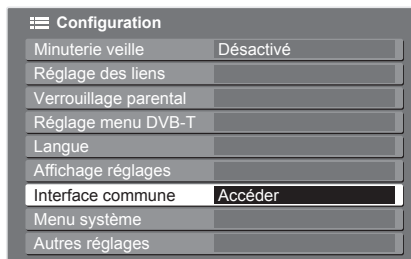 Configuration
Minuterie veille Désactivé
Réglage des liens
Verrouillage parental
Réglage menu DVB-T
Langue
Affichage réglages
Interface commune Accéder
Menu système
Autres réglages